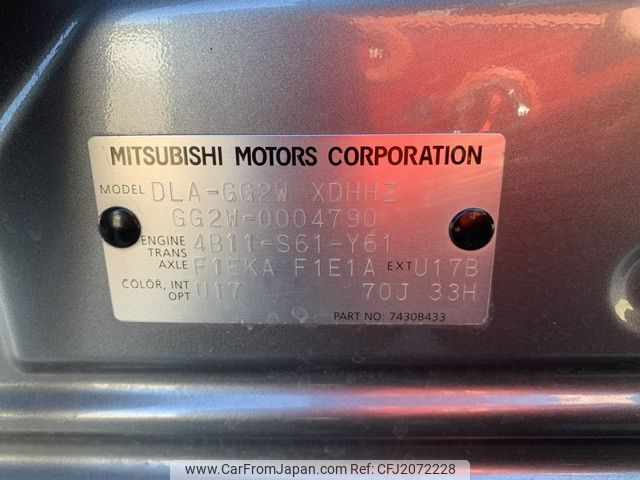 MITSUBISHI MOTORS CORPORATION
MODEL DLA-GG2W XDHHZ
GG2W-0004790
ENGINE 4B11-S61-Y61
TRANS
AXLE F1EKA F1E1A EXT U17B
COLOR, INT
OPT U17 70J 33H
PART NO: 74308433
www.CarFromJapan.com | Ref No: CFJ2072228